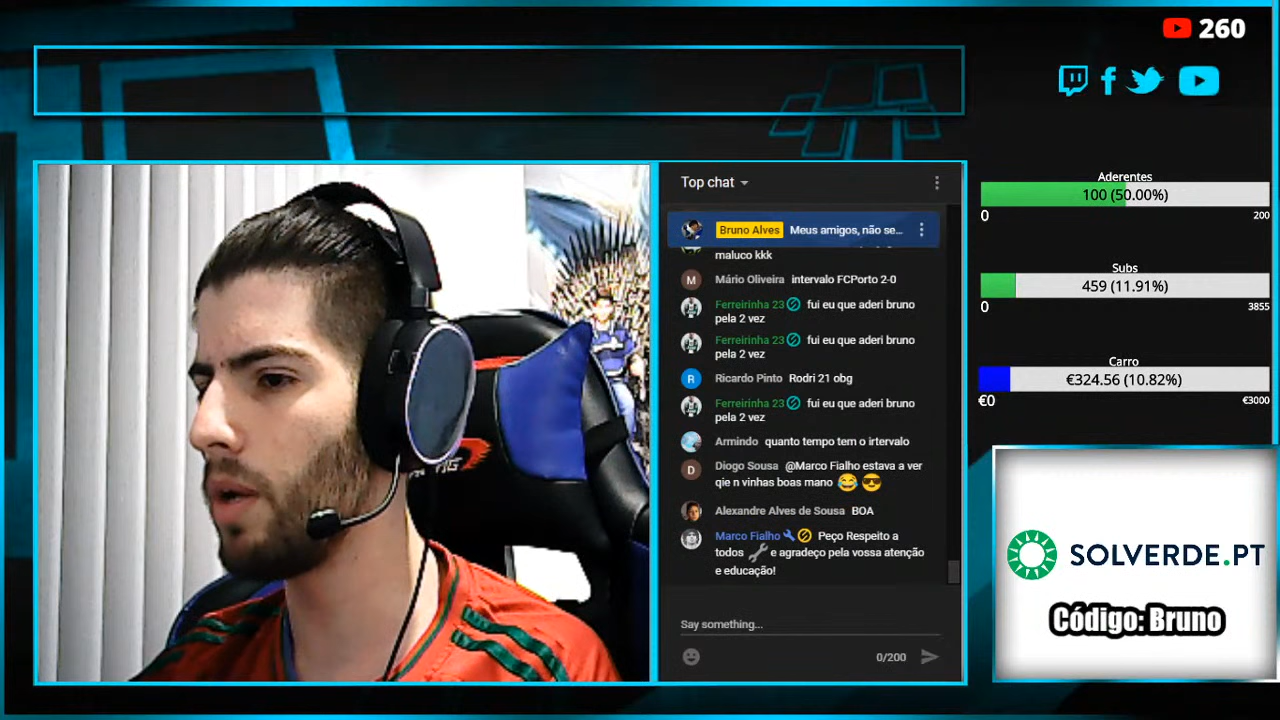 260
Top chat
Bruno Alves Meus amigos, não se...
maluco kkk
Mário Oliveira intervalo FCPorto 2-0
Ferreirinha 23 fui eu que aderi bruno
pela 2 vez
Ferreirinha 23 fui eu que aderi bruno
pela 2 vez
Ricardo Pinto Rodri 21 obg
Ferreirinha 23 fui eu que aderi bruno
pela 2 vez
Armindo quanto tempo tem o irtervalo
Diogo Sousa @Marco Fialho estava a ver
qie n vinhas boas mano 😂 😎
Alexandre Alves de Sousa BOA
Marco Fialho Peço Respeito a
todos 🔧 e agradeço pela vossa atenção
e educação!
Say something...
0/200
Aderentes
100 (50.00%)
0 200
Subs
459 (11.91%)
0 3855
Carro
€324.56 (10.82%)
€0 €3000
SOLVERDE.PT
Código: Bruno